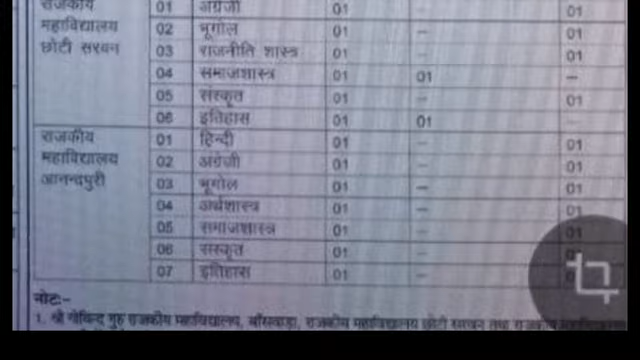 राजकीय 01 अंग्रेजी 01 01
महाविद्यालय 02 भूगोल 01 – 01
छोटी सरवन 03 राजनीति शास्त्र 01 01
04 समाजशास्त्र 01 01 –
05 संस्कृत 01 – 01
06 इतिहास 01 01 –
राजकीय 01 हिन्दी 01 01
महाविद्यालय 02 अंग्रेजी 01 – 01
आनन्दपुरी 03 भूगोल 01 – 01
04 अर्थशास्त्र 01 – 01
05 समाजशास्त्र 01 – 01
06 संस्कृत 01 –
07 इतिहास 01 –
नोटः–
1. श्री गोविन्द गुरु राजकीय महाविद्यालय, बाँसवाड़ा, राजकीय महाविद्यालय छोटी सरवन तथा राजकीय महाविद्यालय